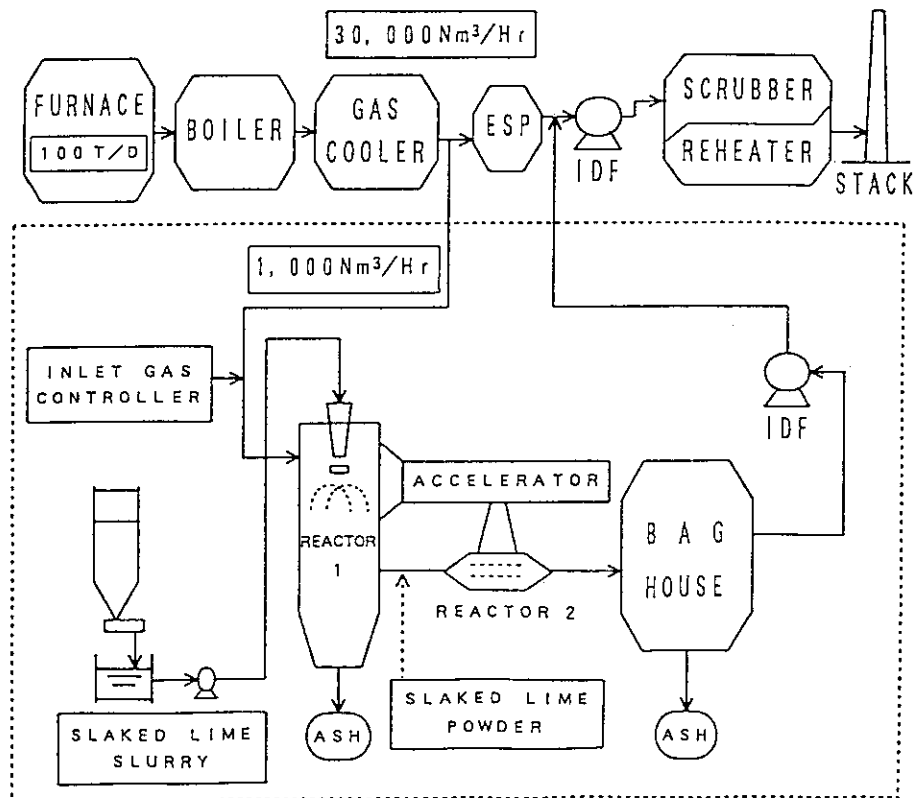 30,000Nm³/Hr
FURNACE
100T/D
BOILER
GAS
COOLER
ESP
IDF
SCRUBBER
REHEATER
STACK
1,000Nm³/Hr
INLET GAS
CONTROLLER
IDF
ACCELERATOR
REACTOR
1
BAG
HOUSE
REACTOR 2
SLAKED LIME
SLURRY
ASH
SLAKED LIME
POWDER
ASH